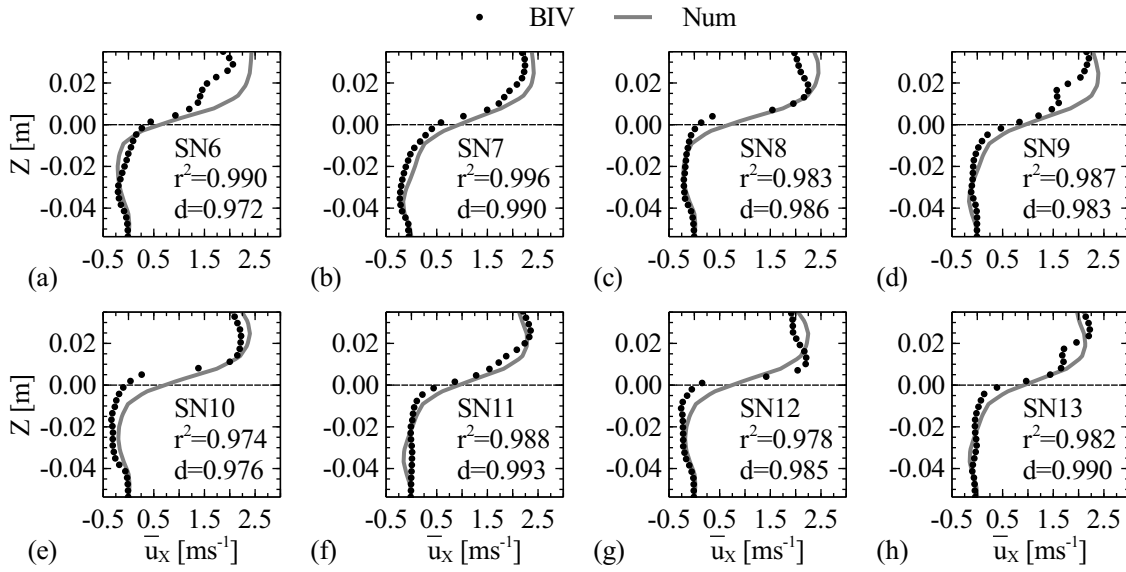 BIV Num
0.02 0.02 0.02 0.02
0.00 0.00 0.00 0.00
-0.02 -0.02 -0.02 -0.02
-0.04 -0.04 -0.04 -0.04
Z [m]
SN6 SN7 SN8 SN9
r²=0.990 r²=0.996 r²=0.983 r²=0.987
d=0.972 d=0.990 d=0.986 d=0.983
-0.5 0.5 1.5 2.5 -0.5 0.5 1.5 2.5 -0.5 0.5 1.5 2.5 -0.5 0.5 1.5 2.5
(a) (b) (c) (d)
0.02 0.02 0.02 0.02
0.00 0.00 0.00 0.00
-0.02 -0.02 -0.02 -0.02
-0.04 -0.04 -0.04 -0.04
Z [m]
SN10 SN11 SN12 SN13
r²=0.974 r²=0.988 r²=0.978 r²=0.982
d=0.976 d=0.993 d=0.985 d=0.990
-0.5 0.5 1.5 2.5 -0.5 0.5 1.5 2.5 -0.5 0.5 1.5 2.5 -0.5 0.5 1.5 2.5
(e) u̅x [ms⁻¹] (f) u̅x [ms⁻¹] (g) u̅x [ms⁻¹] (h) u̅x [ms⁻¹]